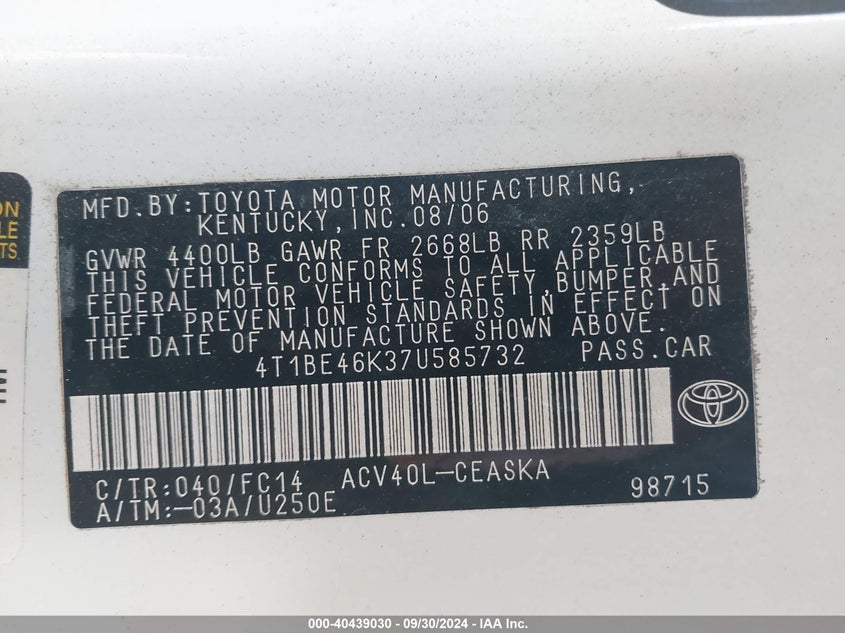 ON
LE
TS.
MFD.BY:TOYOTA MOTOR MANUFACTURING,
KENTUCKY,INC.08/06
GVWR 4400LB GAWR FR 2668LB RR 2359LB
THIS VEHICLE CONFORMS TO ALL APPLICABLE
FEDERAL MOTOR VEHICLE SAFETY,BUMPER,AND
THEFT PREVENTION STANDARDS IN EFFECT ON
THE DATE OF MANUFACTURE SHOWN ABOVE.
4T1BE46K37U585732 PASS.CAR
C/TR:040/FC14 ACV40L-CEASKA
A/TM:-03A/U250E 98715
000-40439030 - 09/30/2024 - IAA Inc.